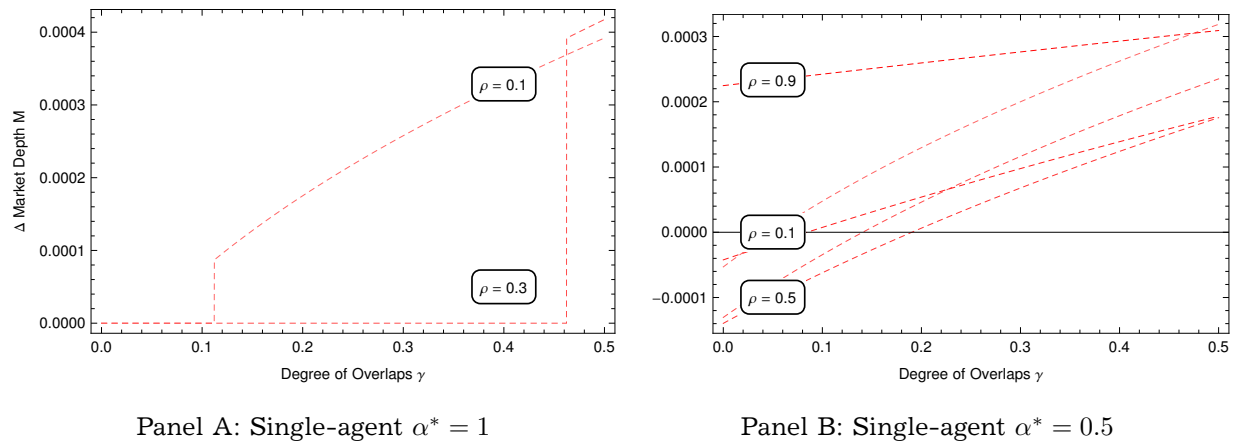 Δ Market Depth M
0.0004
0.0003
0.0002
0.0001
0.0000
ρ = 0.1
ρ = 0.3
0.0 0.1 0.2 0.3 0.4 0.5
Degree of Overlaps γ
Panel A: Single-agent α* = 1
0.0003
0.0002
0.0001
0.0000
−0.0001
ρ = 0.9
ρ = 0.1
ρ = 0.5
0.0 0.1 0.2 0.3 0.4 0.5
Degree of Overlaps γ
Panel B: Single-agent α* = 0.5